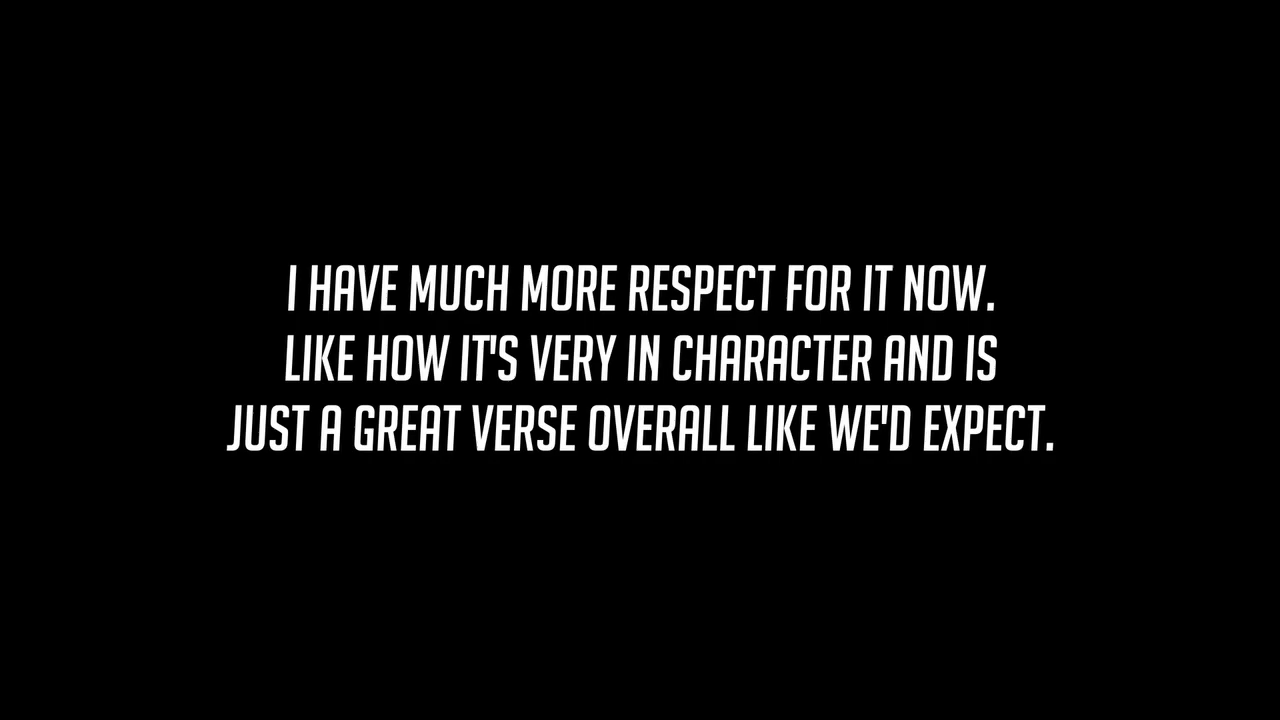 I HAVE MUCH MORE RESPECT FOR IT NOW.
LIKE HOW IT'S VERY IN CHARACTER AND IS
JUST A GREAT VERSE OVERALL LIKE WE'D EXPECT.